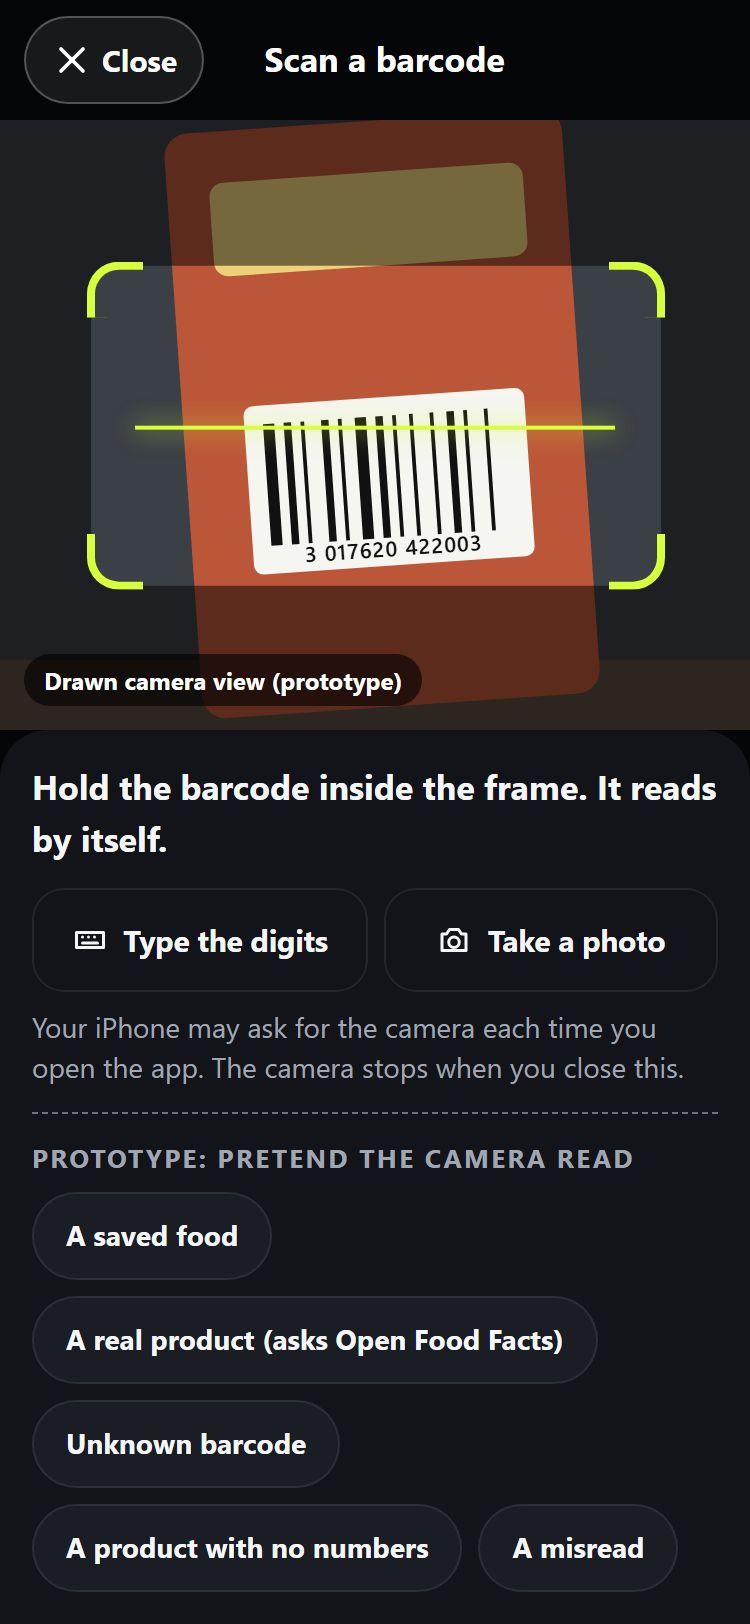 Close
Scan a barcode
3 017620 422003
Drawn camera view (prototype)
Hold the barcode inside the frame. It reads
by itself.
Type the digits
Take a photo
Your iPhone may ask for the camera each time you
open the app. The camera stops when you close this.
PROTOTYPE: PRETEND THE CAMERA READ
A saved food
A real product (asks Open Food Facts)
Unknown barcode
A product with no numbers
A misread